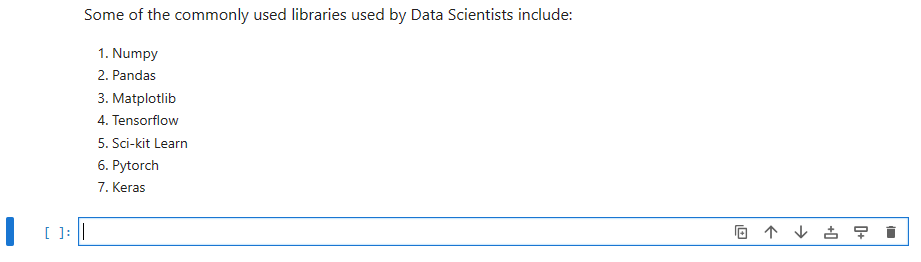 Some of the commonly used libraries used by Data Scientists include:
1. Numpy
2. Pandas
3. Matplotlib
4. Tensorflow
5. Sci-kit Learn
6. Pytorch
7. Keras
[ ]: